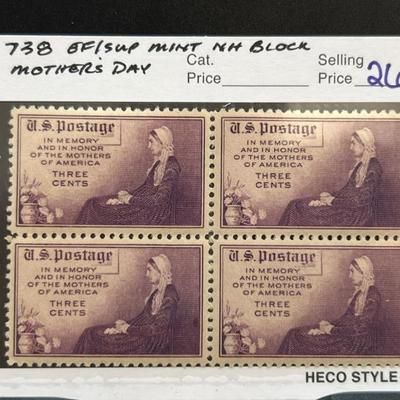 738 EF/SUP MINT NH BLOCK
MOTHER'S DAY
Cat.
Price
Selling
Price 26
U.S. Postage
IN MEMORY
AND IN HONOR
OF THE MOTHERS
OF AMERICA
THREE
CENTS
U.S. Postage
IN MEMORY
AND IN HONOR
OF THE MOTHERS
OF AMERICA
THREE
CENTS
U.S. Postage
IN MEMORY
AND IN HONOR
OF THE MOTHERS
OF AMERICA
THREE
CENTS
U.S. Postage
IN MEMORY
AND IN HONOR
OF THE MOTHERS
OF AMERICA
THREE
CENTS
HECO STYLE